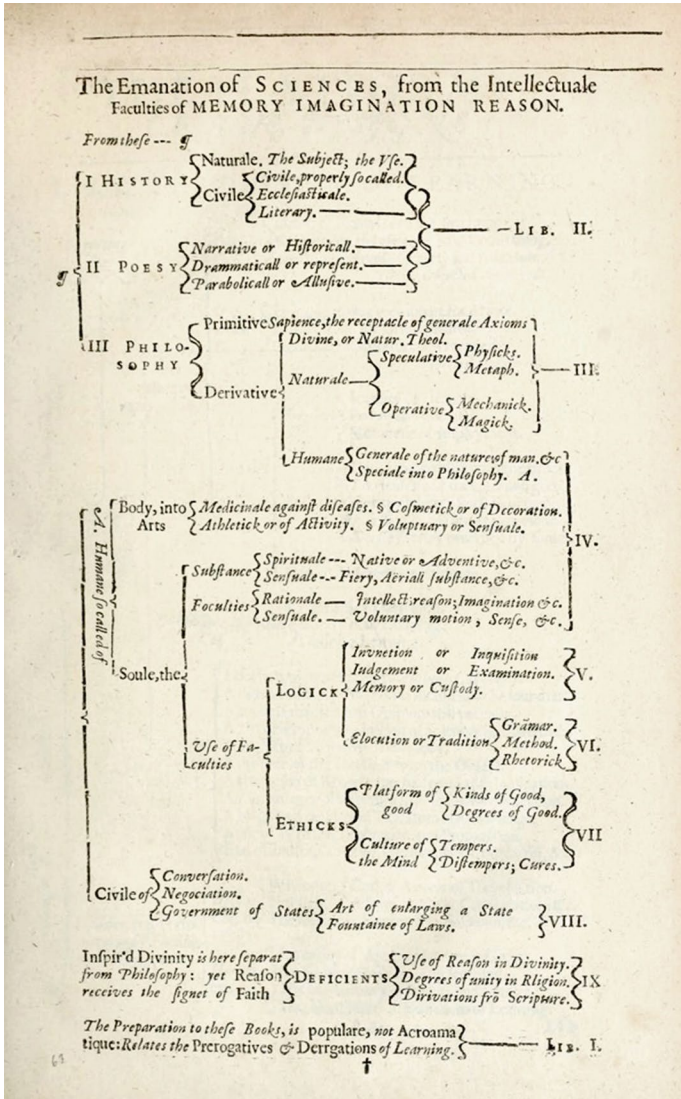 The Emanation of SCIENCES, from the Intellectuale
Faculties of MEMORY IMAGINATION REASON.
From these --- ¶
I HISTORY
Naturale. The Subject; the Vse.
Civile
Civile, properly so called.
Ecclesiasticale.
Literary.
LIB. II.
¶
II POESY
Narrative or Historicall.
Drammaticall or represent.
Parabolicall or Allusive.
III PHILO-
SOPHY
Primitive Sapience, the receptacle of generale Axioms
Derivative
Divine, or Natur. Theol.
Naturale
Speculative
Physicks.
Metaph.
III.
Operative
Mechanick.
Magick.
Humane
Generale of the nature of man. &c
Speciale into Philosophy. A.
A. Humane so called of
Body, into
Arts
Medicinale against diseases. § Cosmetick or of Decoration.
Athletick or of Activity. § Voluptuary or Sensuale.
IV.
Soule, the
Substance
Spirituale --- Native or Adventive, &c.
Sensuale --- Fiery, Aëriall substance, &c.
Foculties
Rationale — Intellect: reason; Imagination &c.
Sensuale. — Voluntary motion, Sense, &c.
Use of Fa-
culties
LOGICK
Invnetion or Inquisition
Iudgement or Examination.
Memory or Custody.
V.
Elocution or Tradition
Grāmar.
Method.
Rhetorick
VI.
ETHICKS
Platform of
good
Kinds of Good,
Degrees of Good.
VII
Culture of
the Mind
Tempers.
Distempers; Cures.
Civile of
Conversation.
Negociation.
Government of States
Art of enlarging a State
Fountainee of Laws.
VIII.
Inspir'd Divinity is here separat
from Philosophy: yet Reason
receives the signet of Faith
DEFICIENTS
Use of Reason in Divinity.
Degrees of unity in Rligion.
Dirivations frō Scripture.
IX
The Preparation to these Books, is populare, not Acroama
tique: Relates the Prerogatives & Derrgations of Learning.
LIB. I.
†
63